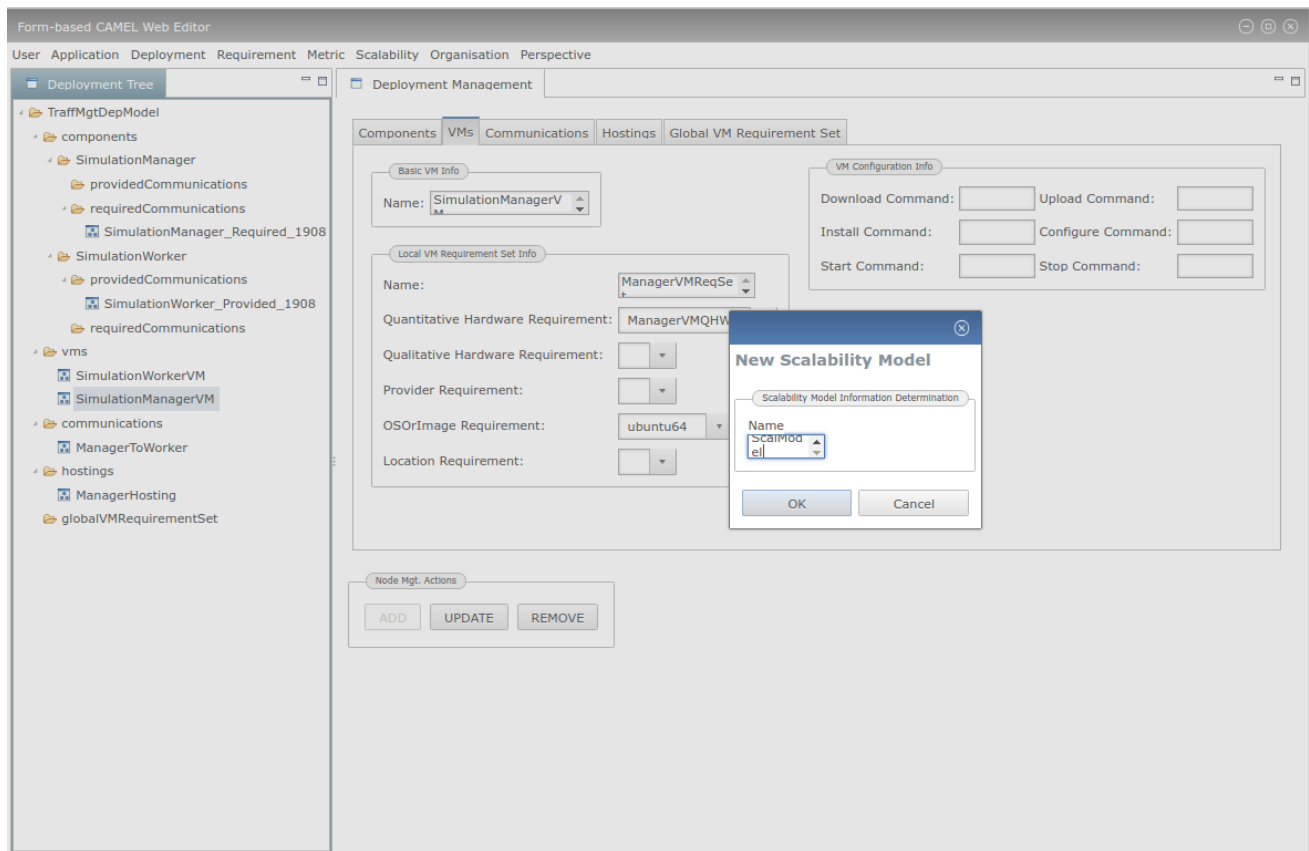 Form-based CAMEL Web Editor
User Application Deployment Requirement Metric Scalability Organisation Perspective
Deployment Tree
TraffMgtDepModel
components
SimulationManager
providedCommunications
requiredCommunications
SimulationManager_Required_1908
SimulationWorker
providedCommunications
SimulationWorker_Provided_1908
requiredCommunications
vms
SimulationWorkerVM
SimulationManagerVM
communications
ManagerToWorker
hostings
ManagerHosting
globalVMRequirementSet
Deployment Management
Components VMs Communications Hostings Global VM Requirement Set
Basic VM Info
Name: SimulationManagerV
M
Local VM Requirement Set Info
Name: ManagerVMReqSe
t
Quantitative Hardware Requirement: ManagerVMQHW
Qualitative Hardware Requirement:
Provider Requirement:
OSOrImage Requirement: ubuntu64
Location Requirement:
VM Configuration Info
Download Command: Upload Command:
Install Command: Configure Command:
Start Command: Stop Command:
New Scalability Model
Scalability Model Information Determination
Name
ScalMod
el
OK Cancel
Node Mgt. Actions
ADD UPDATE REMOVE